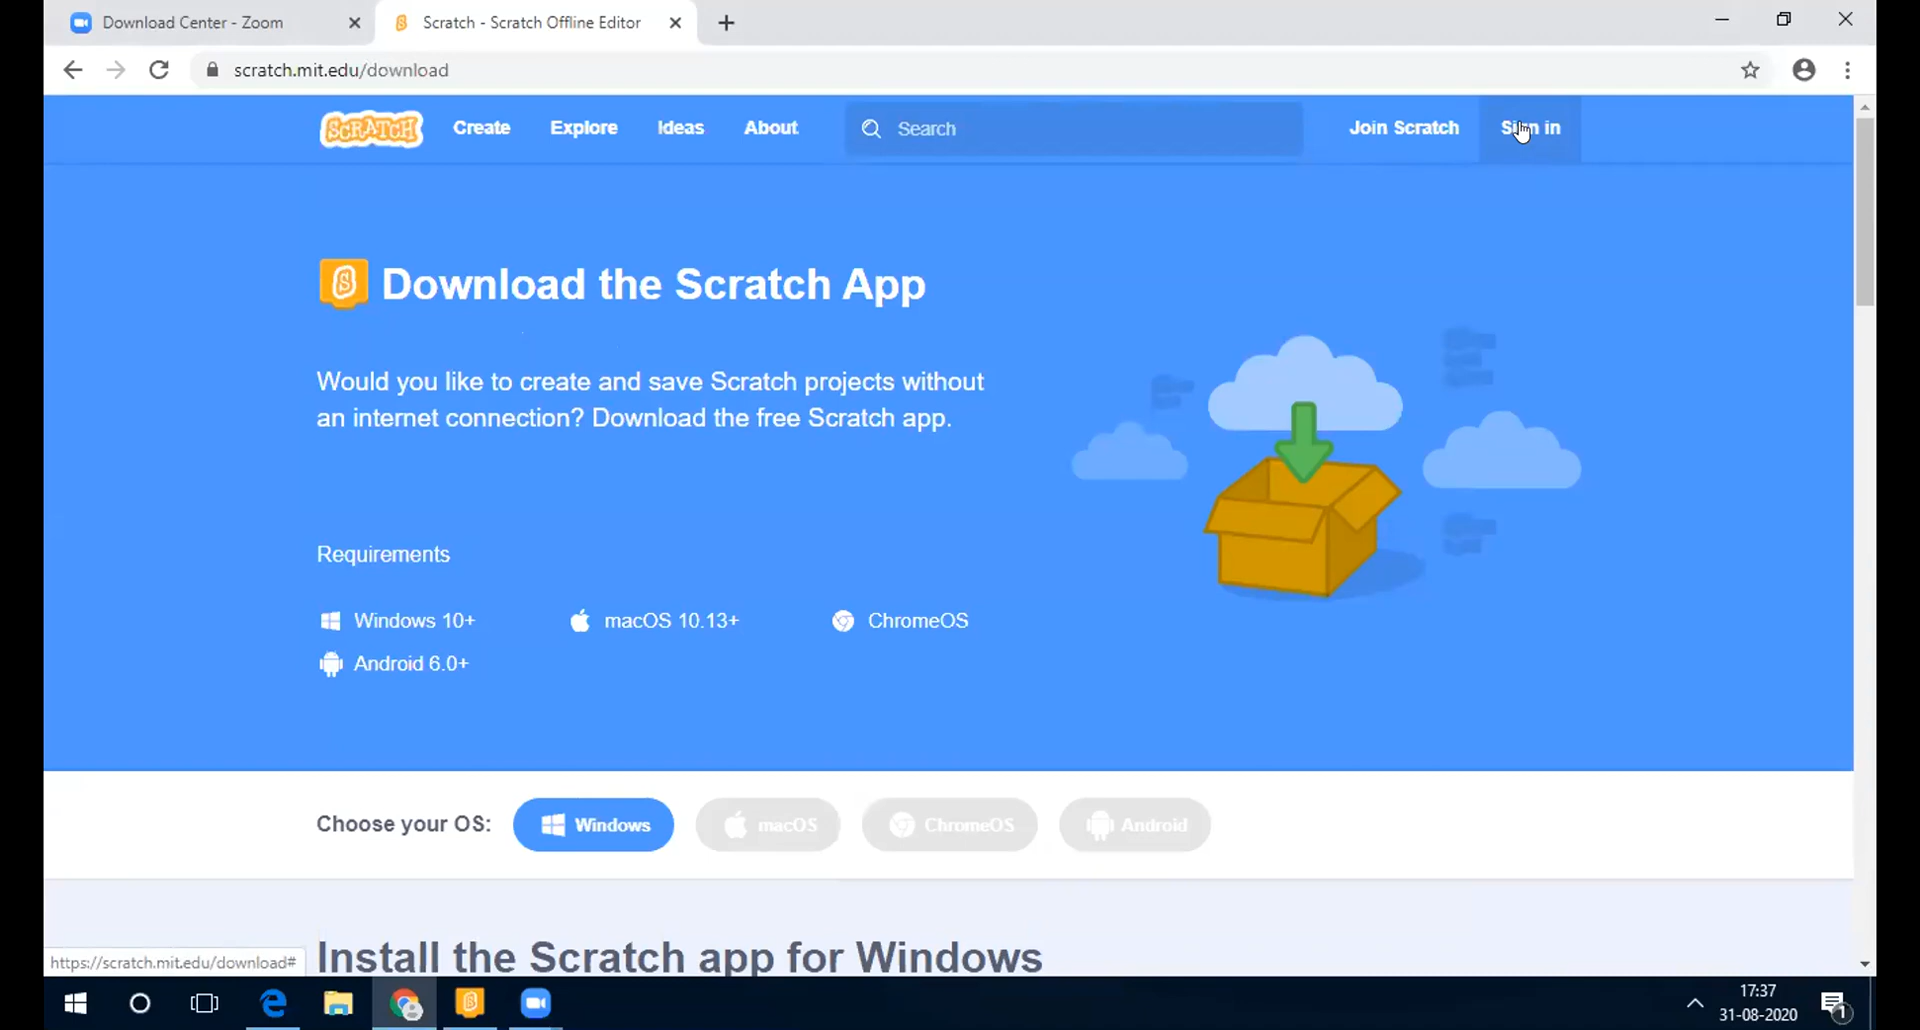 Download Center - Zoom
Scratch - Scratch Offline Editor
scratch.mit.edu/download
SCRATCH
Create
Explore
Ideas
About
Search
Join Scratch
Sign in
Download the Scratch App
Would you like to create and save Scratch projects without
an internet connection? Download the free Scratch app.
Requirements
Windows 10+
macOS 10.13+
ChromeOS
Android 6.0+
Choose your OS:
Windows
macOS
ChromeOS
Android
Install the Scratch app for Windows
https://scratch.mit.edu/download#
17:37
31-08-2020
1